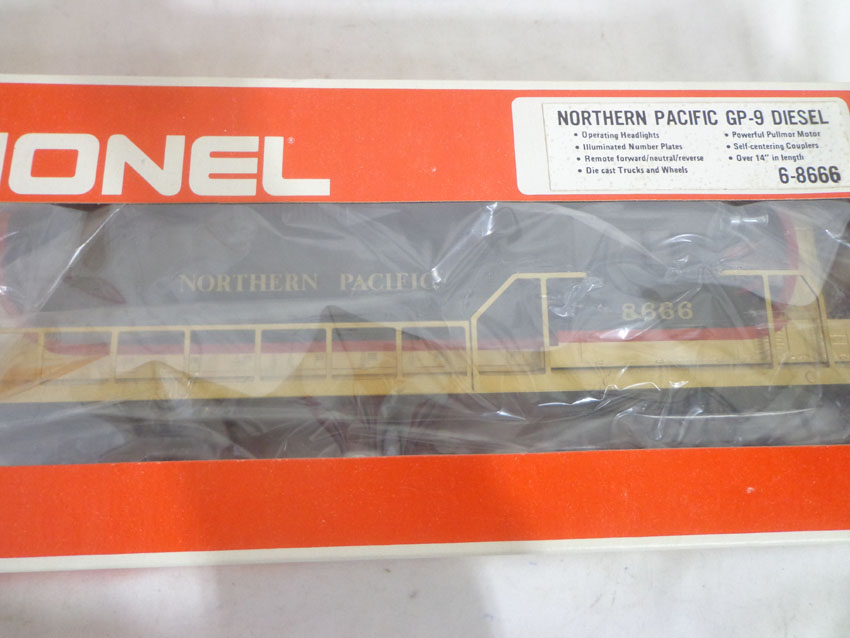 IONEL®
NORTHERN PACIFIC GP-9 DIESEL
• Operating Headlights
• Illuminated Number Plates
• Remote forward/neutral/reverse
• Die cast Trucks and Wheels
• Powerful Pullmor Motor
• Self-centering Couplers
• Over 14" in length
6-8666
NORTHERN PACIFIC
8666